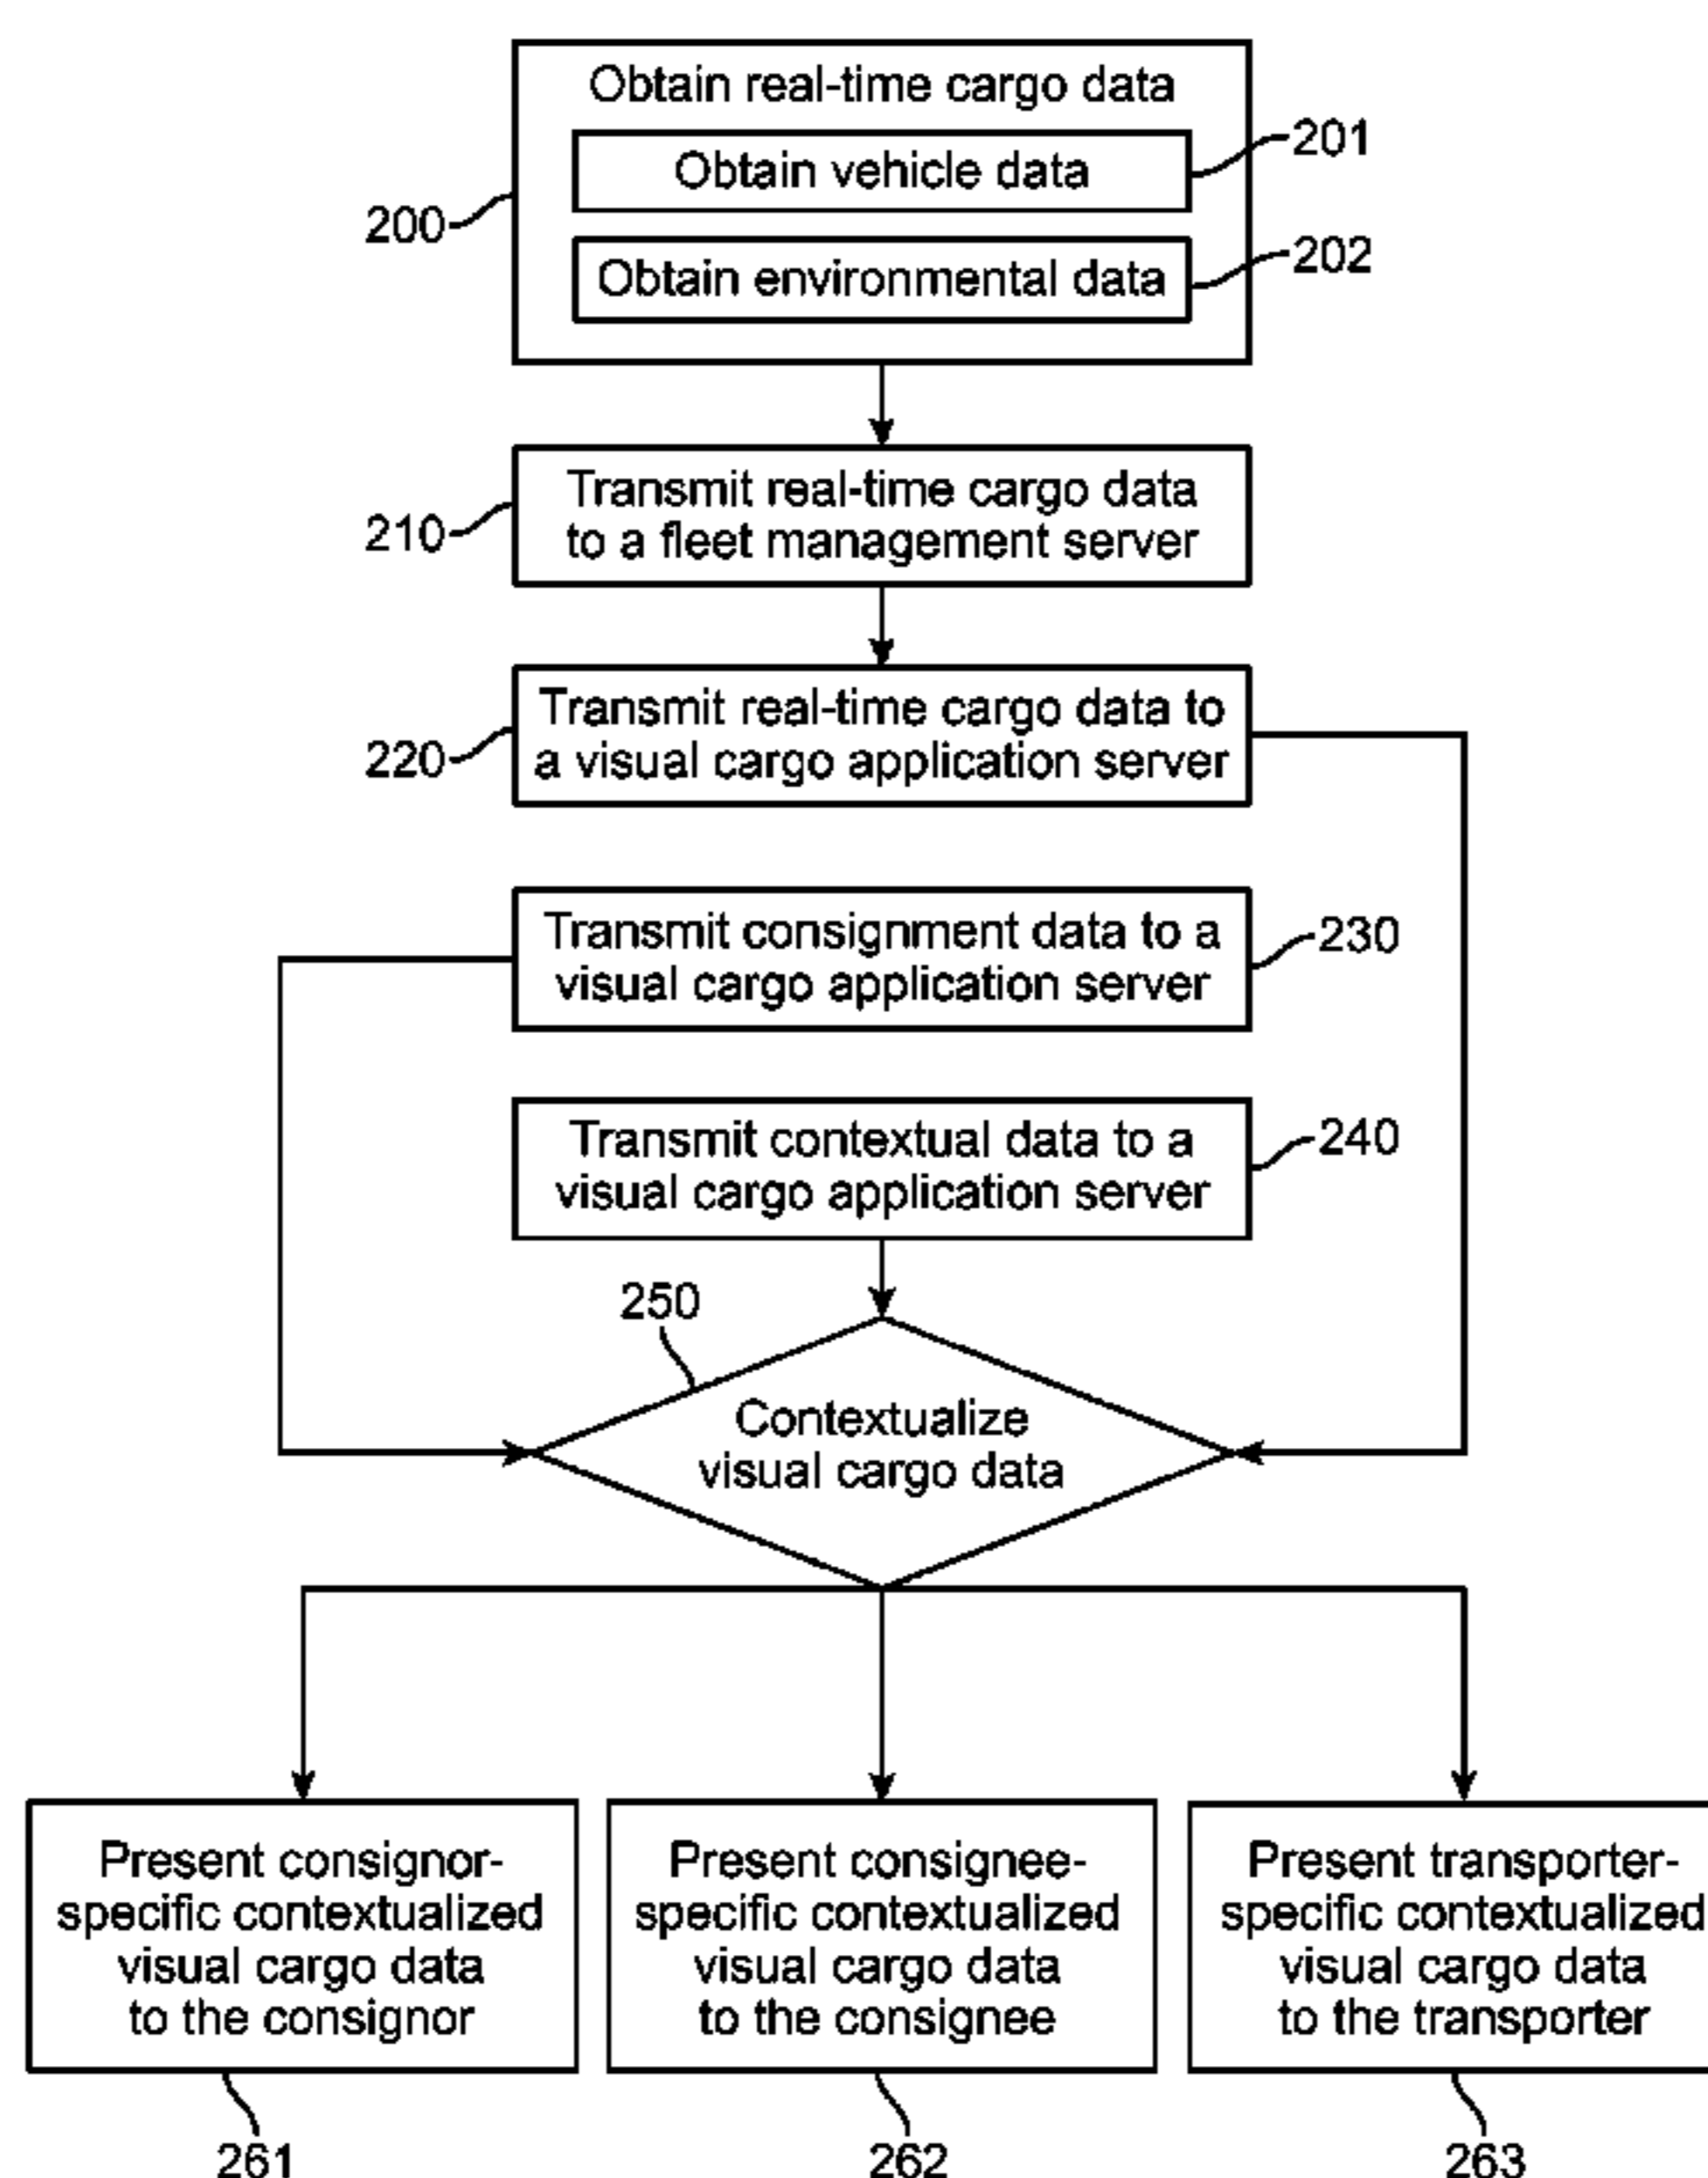 Obtain real-time cargo data
Obtain vehicle data
201
200
Obtain environmental data
202
Transmit real-time cargo data
to a fleet management server
210
Transmit real-time cargo data to
a visual cargo application server
220
Transmit consignment data to a
visual cargo application server
230
Transmit contextual data to a
visual cargo application server
240
250
Contextualize
visual cargo data
Present consignor-
specific contextualized
visual cargo data
to the consignor
Present consignee-
specific contextualized
visual cargo data
to the consignee
Present transporter-
specific contextualized
visual cargo data
to the transporter
261
262
263